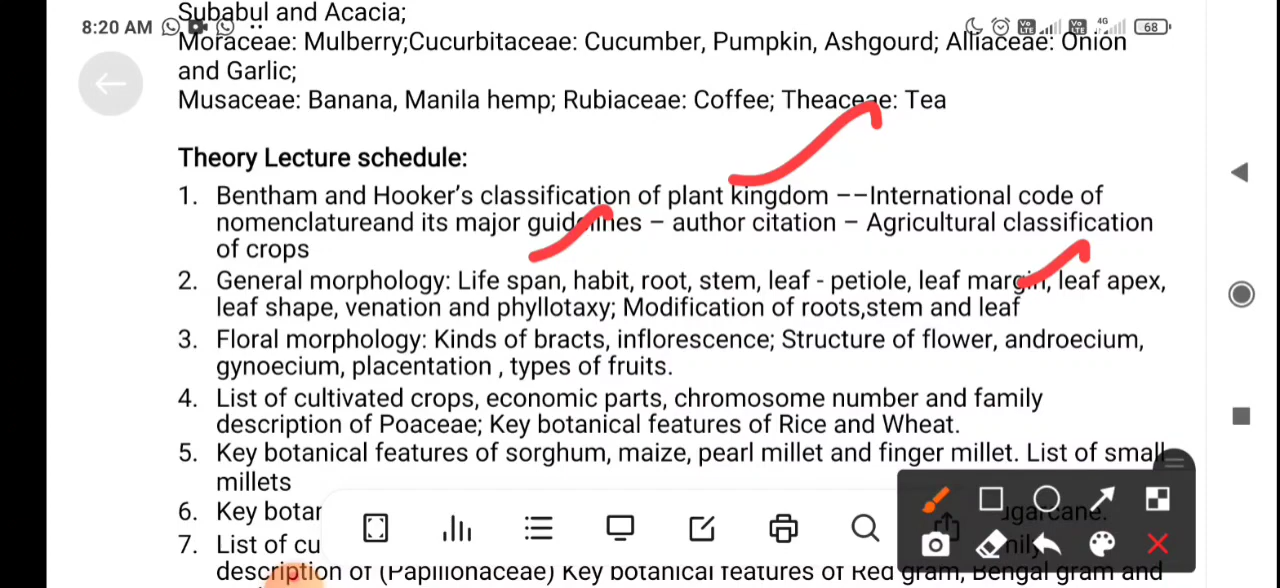 Subabul and Acacia;
8:20 AM
4G
68
Moraceae: Mulberry;Cucurbitaceae: Cucumber, Pumpkin, Ashgourd; Alliaceae: Onion
and Garlic;
Musaceae: Banana, Manila hemp; Rubiaceae: Coffee; Theaceae: Tea
Theory Lecture schedule:
1. Bentham and Hooker's classification of plant kingdom −−International code of
nomenclatureand its major guidelines − author citation − Agricultural classification
of crops
2. General morphology: Life span, habit, root, stem, leaf - petiole, leaf margin, leaf apex,
leaf shape, venation and phyllotaxy; Modification of roots,stem and leaf
3. Floral morphology: Kinds of bracts, inflorescence; Structure of flower, androecium,
gynoecium, placentation , types of fruits.
4. List of cultivated crops, economic parts, chromosome number and family
description of Poaceae; Key botanical features of Rice and Wheat.
5. Key botanical features of sorghum, maize, pearl millet and finger millet. List of small
millets
6. Key
7. List of
description of (Papilionaceae) Key botanical features of Red gram, Bengal gram and